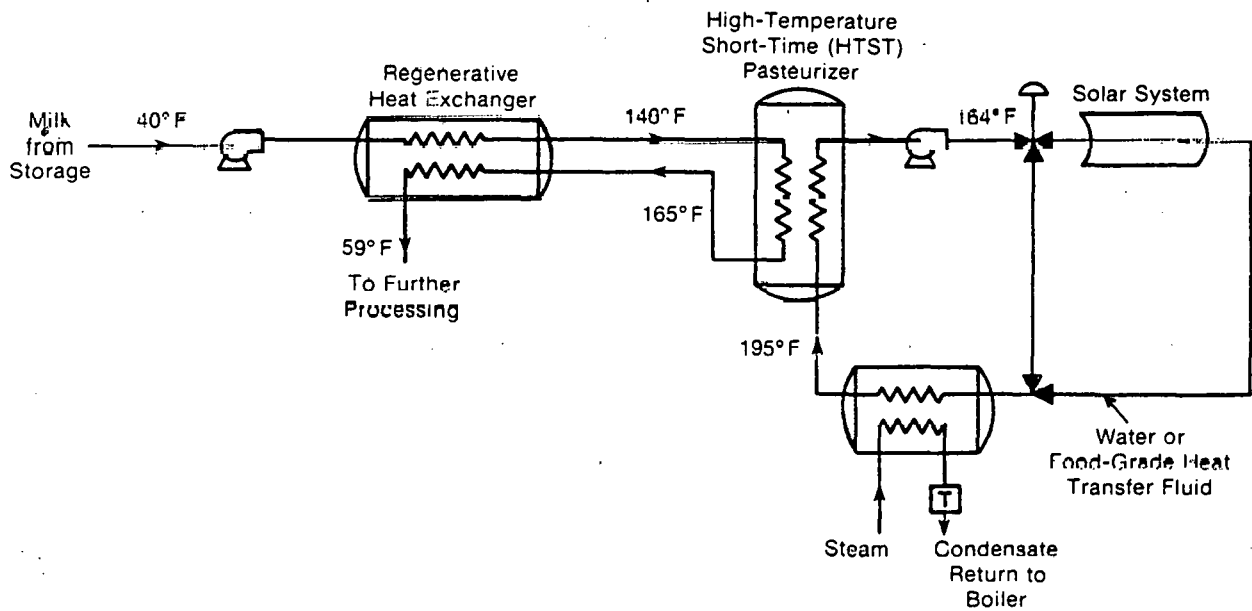 High-Temperature
Short-Time (HTST)
Pasteurizer
Regenerative
Heat Exchanger
Solar System
Milk
from
Storage
40°F
140°F
164°F
165°F
59°F
To Further
Processing
195°F
Water or
Food-Grade Heat
Transfer Fluid
T
Steam
Condensate
Return to
Boiler